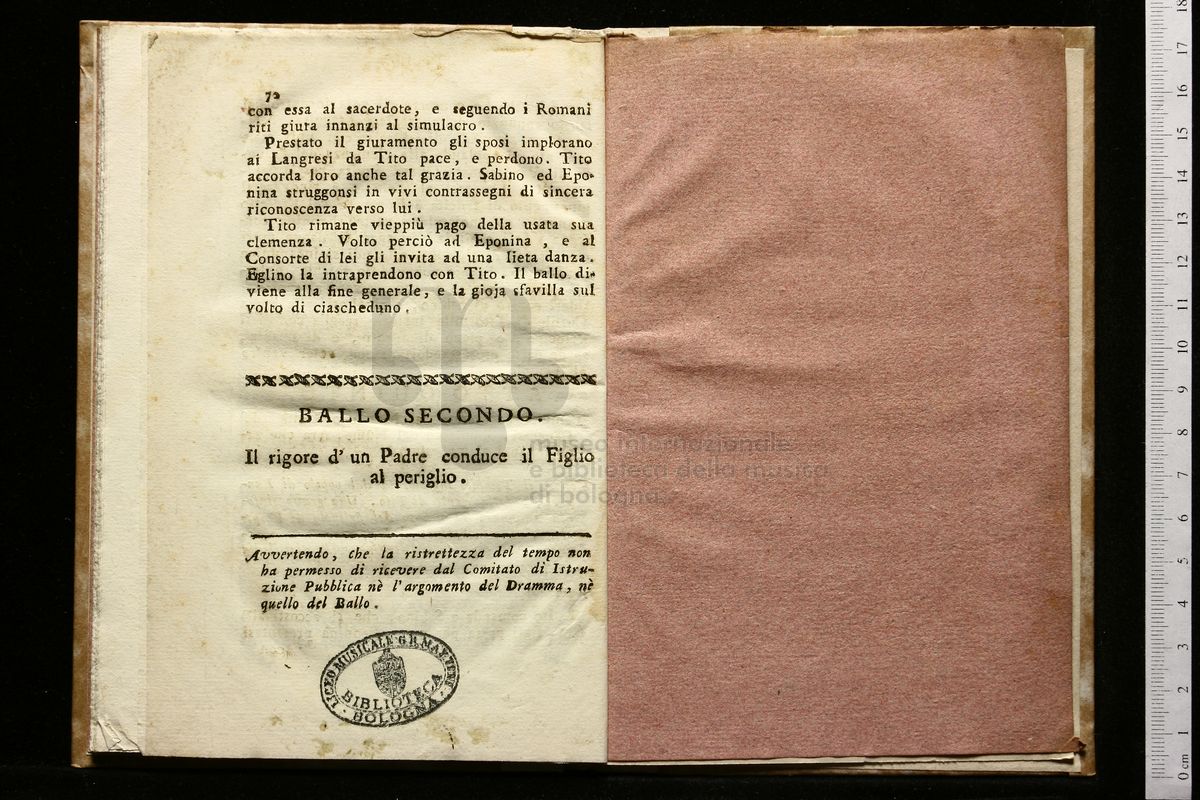 72
con essa al sacerdote, e seguendo i Romani
riti giura innanzi al simulacro.
Prestato il giuramento gli sposi implorano
ai Langresi da Tito pace, e perdono. Tito
accorda loro anche tal grazia. Sabino ed Epo-
nina struggonsi in vivi contrassegni di sincera
riconoscenza verso lui.
Tito rimane vieppiù pago della usata sua
clemenza. Volto perciò ad Eponina, e al
Consorte di lei gli invita ad una lieta danza.
Eglino la intraprendono con Tito. Il ballo di-
viene alla fine generale, e la gioja sfavilla sul
volto di ciascheduno.
BALLO SECONDO.
Il rigore d' un Padre conduce il Figlio
al periglio.
Avvertendo, che la ristrettezza del tempo non
ha permesso di ricevere dal Comitato di Istru-
zione Pubblica nè l'argomento del Dramma, nè
quello del Ballo.
LICEO MUSICALE G.B. MARTINI
BIBLIOTECA
BOLOGNA
museo internazionale
e biblioteca della musica
di bologna
18
17
16
15
14
13
12
11
10
9
8
7
6
5
4
3
2
1
0 cm